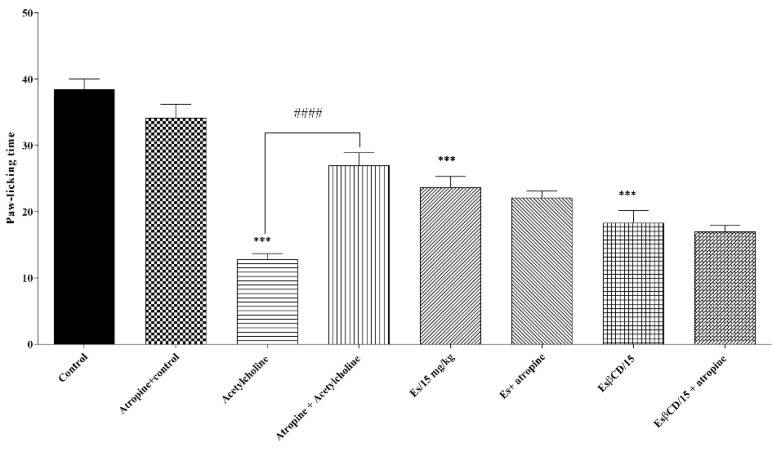 Paw-licking time
50
40
30
20
10
0
####
***
***
***
Control
Atropine+control
Acetylcholine
Atropine + Acetylcholine
Es/15 mg/kg
Es+ atropine
EsβCD/15
EsβCD/15 + atropine